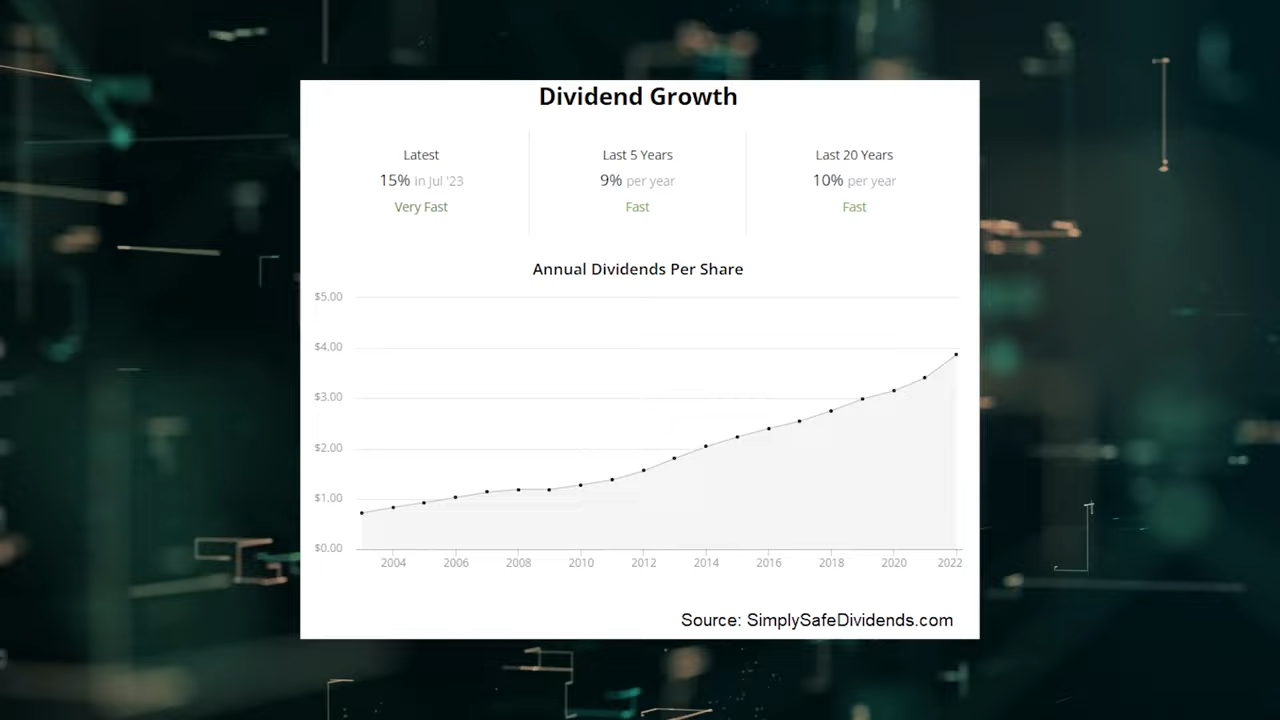 Dividend Growth
Latest
15% in Jul '23
Very Fast
Last 5 Years
9% per year
Fast
Last 20 Years
10% per year
Fast
Annual Dividends Per Share
$5.00
$4.00
$3.00
$2.00
$1.00
$0.00
2004 2006 2008 2010 2012 2014 2016 2018 2020 2022
Source: SimplySafeDividends.com